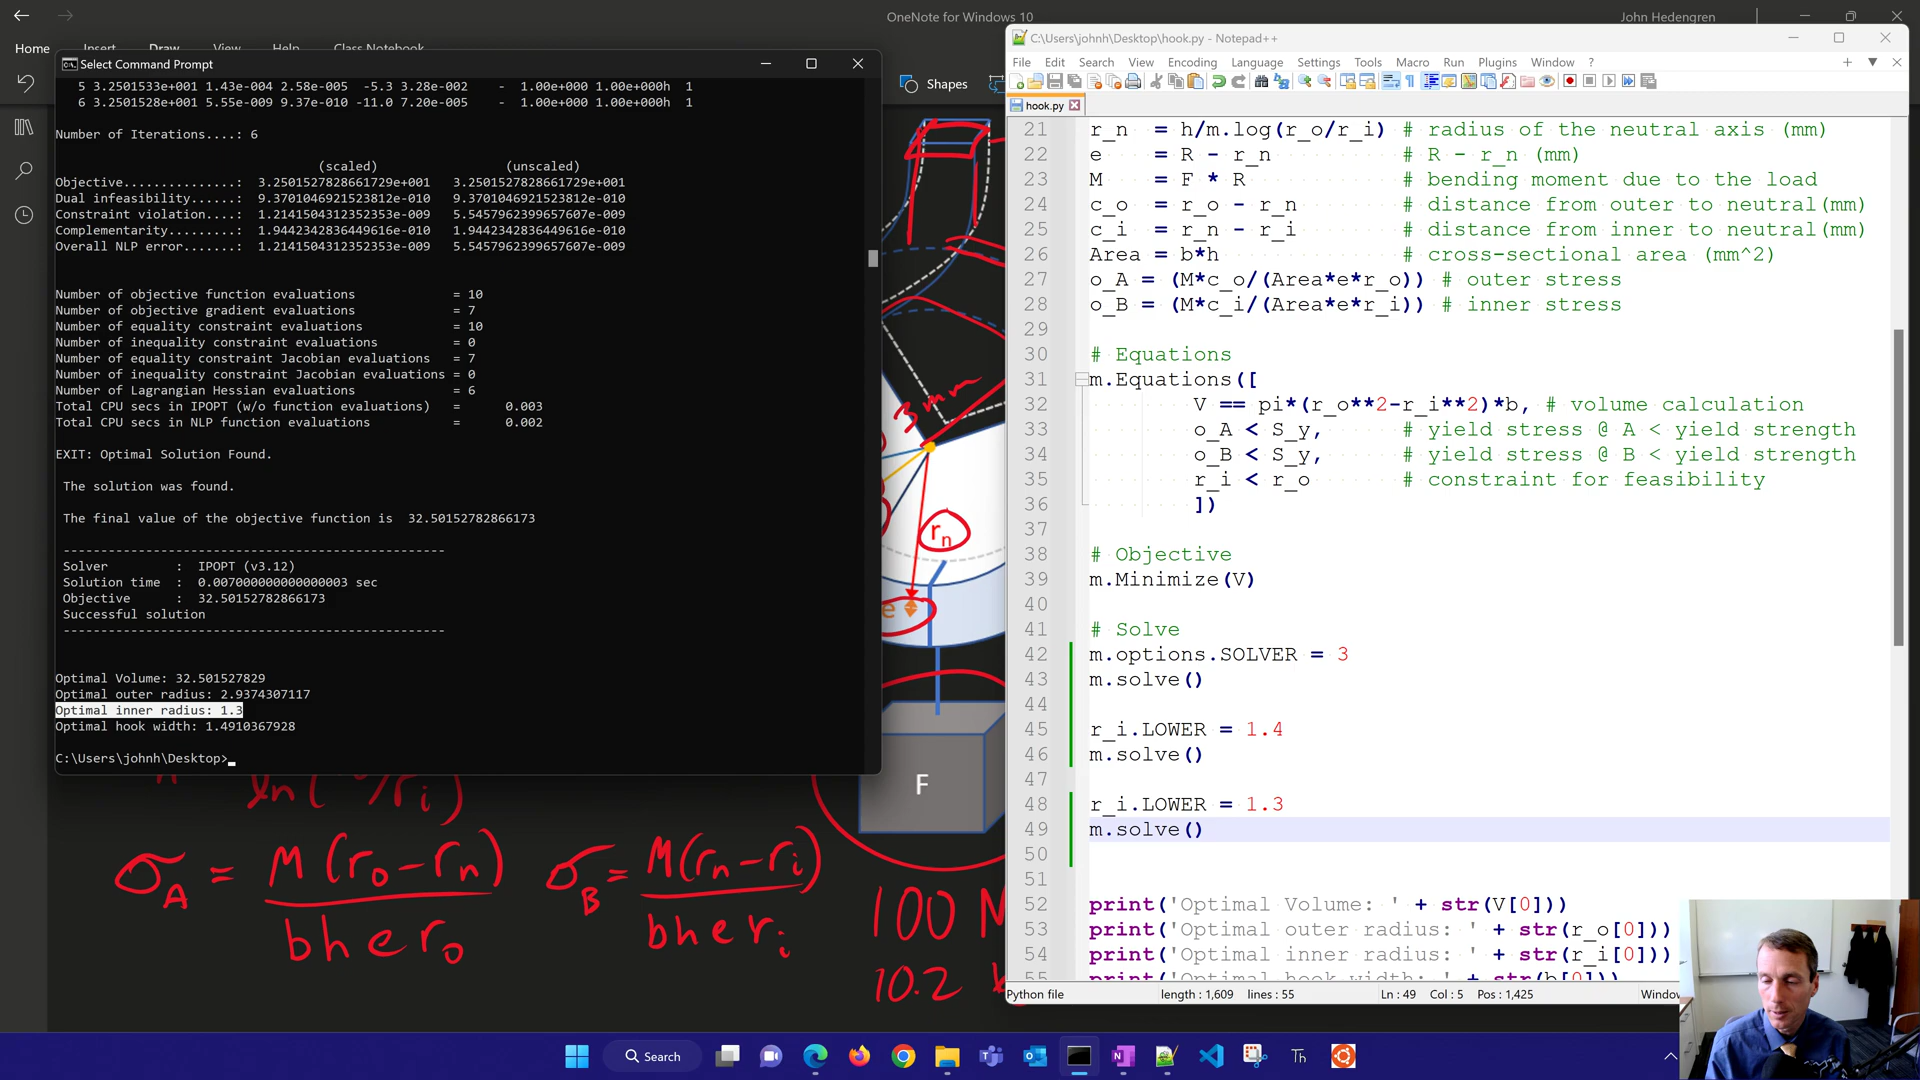 OneNote for Windows 10
John Hedengren
Home
Insert
Draw
View
Help
Class Notebook
Shapes
Select Command Prompt
5 3.2501533e+001 1.43e-004 2.58e-005 -5.3 3.28e-002 - 1.00e+000 1.00e+000h 1
6 3.2501528e+001 5.55e-009 9.37e-010 -11.0 7.20e-005 - 1.00e+000 1.00e+000h 1
Number of Iterations....: 6
(scaled) (unscaled)
Objective...............: 3.2501527828661729e+001 3.2501527828661729e+001
Dual infeasibility......: 9.3701046921523812e-010 9.3701046921523812e-010
Constraint violation....: 1.2141504312352353e-009 5.5457962399657607e-009
Complementarity.........: 1.9442342836449616e-010 1.9442342836449616e-010
Overall NLP error.......: 1.2141504312352353e-009 5.5457962399657607e-009
Number of objective function evaluations = 10
Number of objective gradient evaluations = 7
Number of equality constraint evaluations = 10
Number of inequality constraint evaluations = 0
Number of equality constraint Jacobian evaluations = 7
Number of inequality constraint Jacobian evaluations = 0
Number of Lagrangian Hessian evaluations = 6
Total CPU secs in IPOPT (w/o function evaluations) = 0.003
Total CPU secs in NLP function evaluations = 0.002
EXIT: Optimal Solution Found.
The solution was found.
The final value of the objective function is 32.50152782866173
---------------------------------------------------
Solver : IPOPT (v3.12)
Solution time : 0.007000000000000003 sec
Objective : 32.50152782866173
Successful solution
---------------------------------------------------
Optimal Volume: 32.501527829
Optimal outer radius: 2.9374307117
Optimal inner radius: 1.3
Optimal hook width: 1.4910367928
C:\Users\johnh\Desktop>
3mm
rn
e
F
ln( /ri)
σA = M(ro-rn)
bhero
σB = M(rn-ri)
bheri
100
10.2
C:\Users\johnh\Desktop\hook.py - Notepad++
File Edit Search View Encoding Language Settings Tools Macro Run Plugins Window ?
hook.py
21 r_n = h/m.log(r_o/r_i) # radius of the neutral axis (mm)
22 e = R - r_n # R - r_n (mm)
23 M = F * R # bending moment due to the load
24 c_o = r_o - r_n # distance from outer to neutral(mm)
25 c_i = r_n - r_i # distance from inner to neutral(mm)
26 Area = b*h # cross-sectional area (mm^2)
27 o_A = (M*c_o/(Area*e*r_o)) # outer stress
28 o_B = (M*c_i/(Area*e*r_i)) # inner stress
29
30 # Equations
31 m.Equations([
32 V == pi*(r_o**2-r_i**2)*b, # volume calculation
33 o_A < S_y, # yield stress @ A < yield strength
34 o_B < S_y, # yield stress @ B < yield strength
35 r_i < r_o # constraint for feasibility
36 ])
37
38 # Objective
39 m.Minimize(V)
40
41 # Solve
42 m.options.SOLVER = 3
43 m.solve()
44
45 r_i.LOWER = 1.4
46 m.solve()
47
48 r_i.LOWER = 1.3
49 m.solve()
50
51
52 print('Optimal Volume: ' + str(V[0]))
53 print('Optimal outer radius: ' + str(r_o[0]))
54 print('Optimal inner radius: ' + str(r_i[0]))
55 print('Optimal hook width: ' + str(b[0]))
Python file length : 1,609 lines : 55 Ln : 49 Col : 5 Pos : 1,425 Window
Search
Th